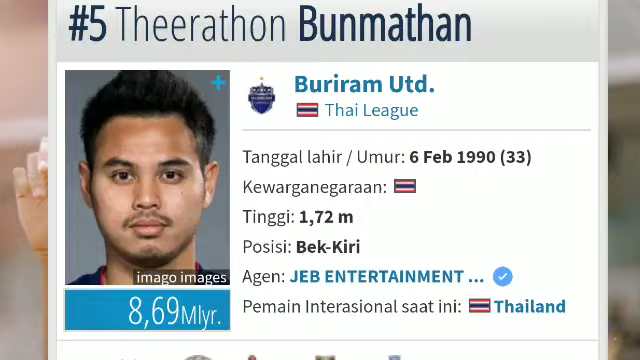 #5 Theerathon Bunmathan
Buriram Utd.
Thai League
Tanggal lahir / Umur: 6 Feb 1990 (33)
Kewarganegaraan:
Tinggi: 1,72 m
Posisi: Bek-Kiri
imago images
Agen: JEB ENTERTAINMENT ...
8,69Mlyr.
Pemain Interasional saat ini: Thailand